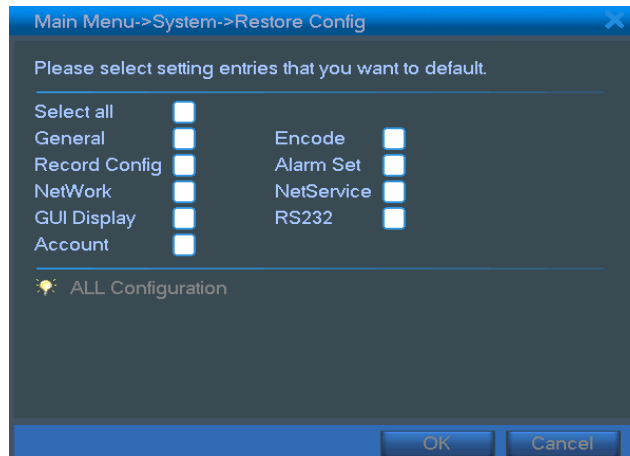 Main Menu->System->Restore Config
Please select setting entries that you want to default.
Select all
General Encode
Record Config Alarm Set
NetWork NetService
GUI Display RS232
Account
ALL Configuration
OK Cancel